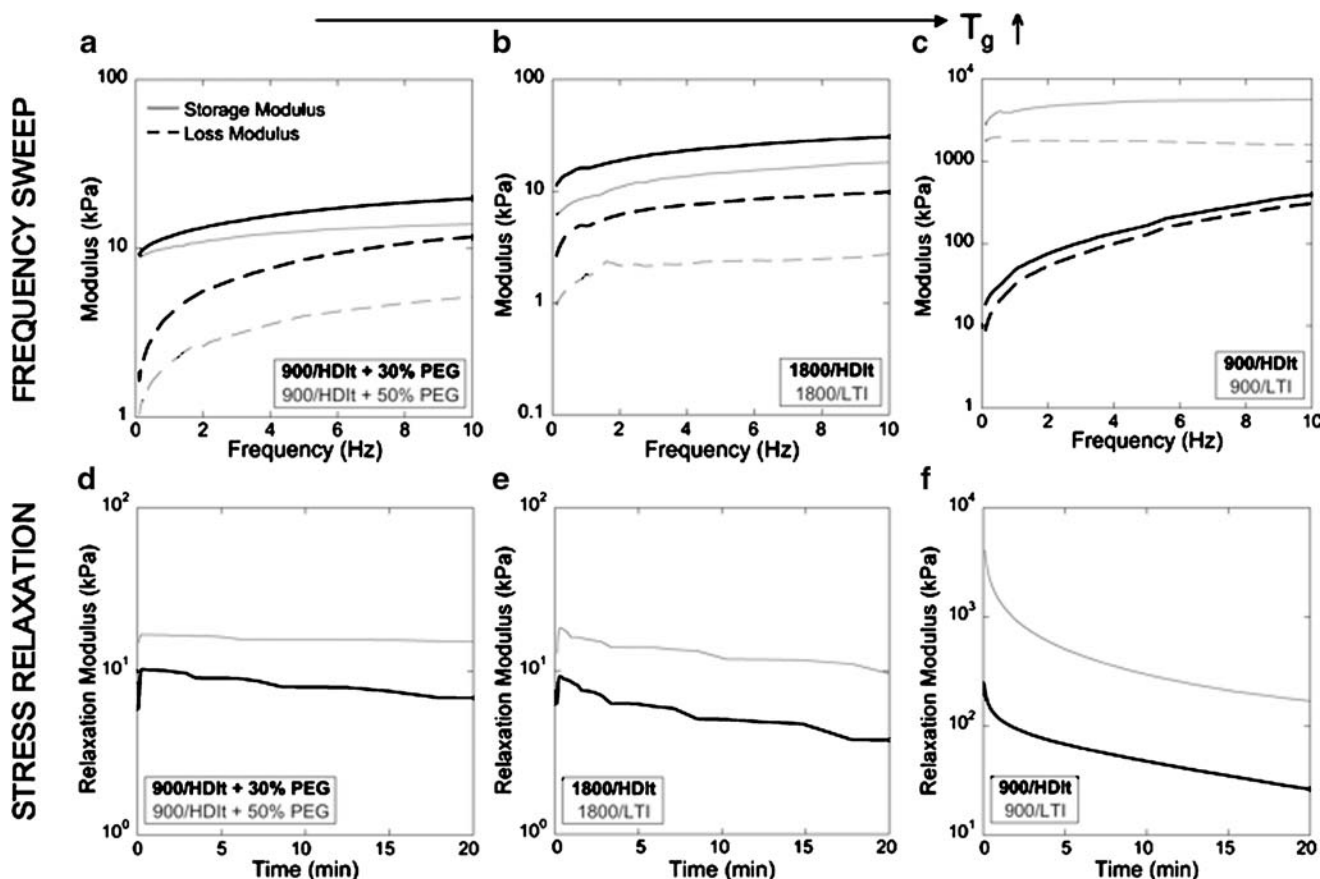 Tg ↑
a
b
c
FREQUENCY SWEEP
Modulus (kPa)
100
10
1
Storage Modulus
Loss Modulus
900/HDIt + 30% PEG
900/HDIt + 50% PEG
0 2 4 6 8 10
Frequency (Hz)
Modulus (kPa)
100
10
1
0.1
1800/HDIt
1800/LTI
0 2 4 6 8 10
Frequency (Hz)
Modulus (kPa)
10^4
1000
100
10
1
900/HDIt
900/LTI
0 2 4 6 8 10
Frequency (Hz)
d
e
f
STRESS RELAXATION
Relaxation Modulus (kPa)
10^2
10^1
10^0
900/HDIt + 30% PEG
900/HDIt + 50% PEG
0 5 10 15 20
Time (min)
Relaxation Modulus (kPa)
10^2
10^1
10^0
1800/HDIt
1800/LTI
0 5 10 15 20
Time (min)
Relaxation Modulus (kPa)
10^4
10^3
10^2
10^1
900/HDIt
900/LTI
0 5 10 15 20
Time (min)